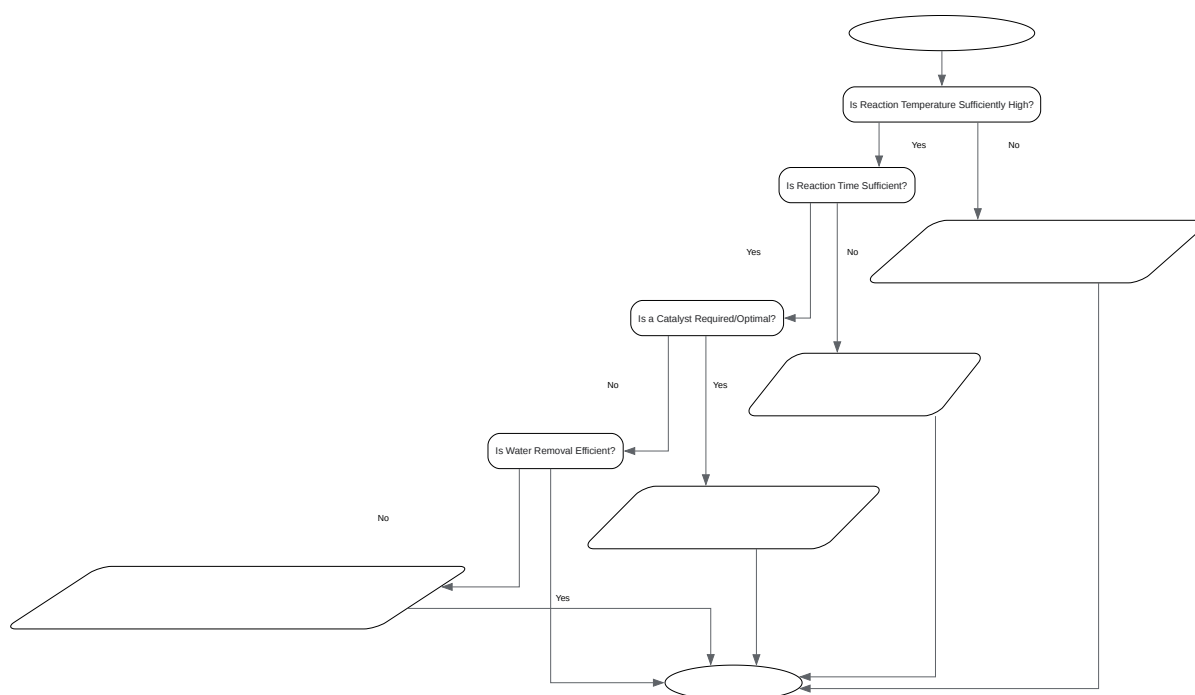 Is Reaction Temperature Sufficiently High?
Yes
No
Is Reaction Time Sufficient?
Yes
No
Is a Catalyst Required/Optimal?
No
Yes
Is Water Removal Efficient?
No
Yes